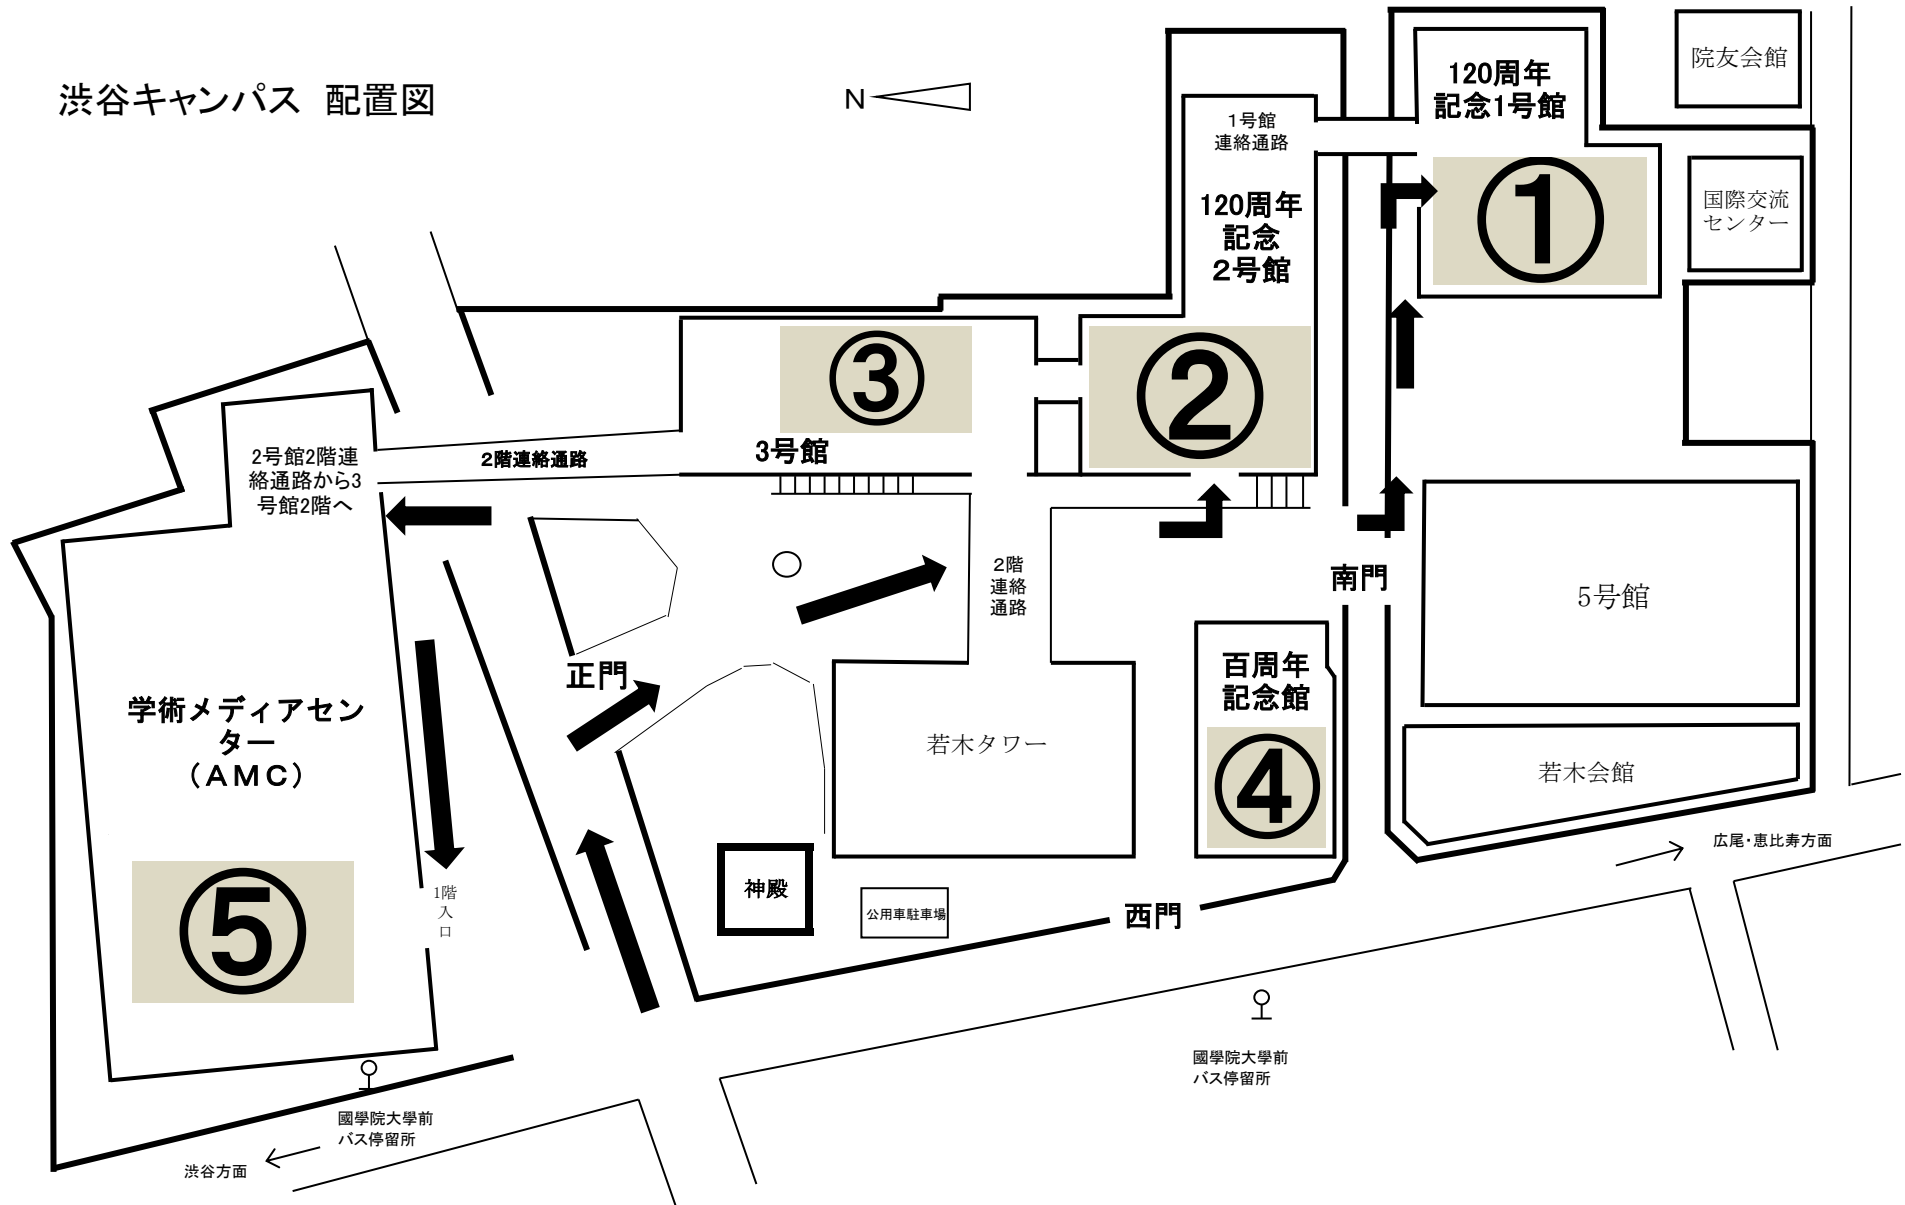 渋谷キャンパス 配置図
N
院友会館
120周年
記念1号館
1号館
連絡通路
①
国際交流
センター
120周年
記念
2号館
③
②
3号館
2階連絡通路
2号館2階連
絡通路から3
号館2階へ
2階
連絡
通路
南門
5号館
正門
百周年
記念館
学術メディアセン
ター
（AMC）
若木タワー
④
若木会館
広尾・恵比寿方面
神殿
1階
入
口
公用車駐車場
西門
⑤
國學院大學前
バス停留所
國學院大學前
バス停留所
渋谷方面